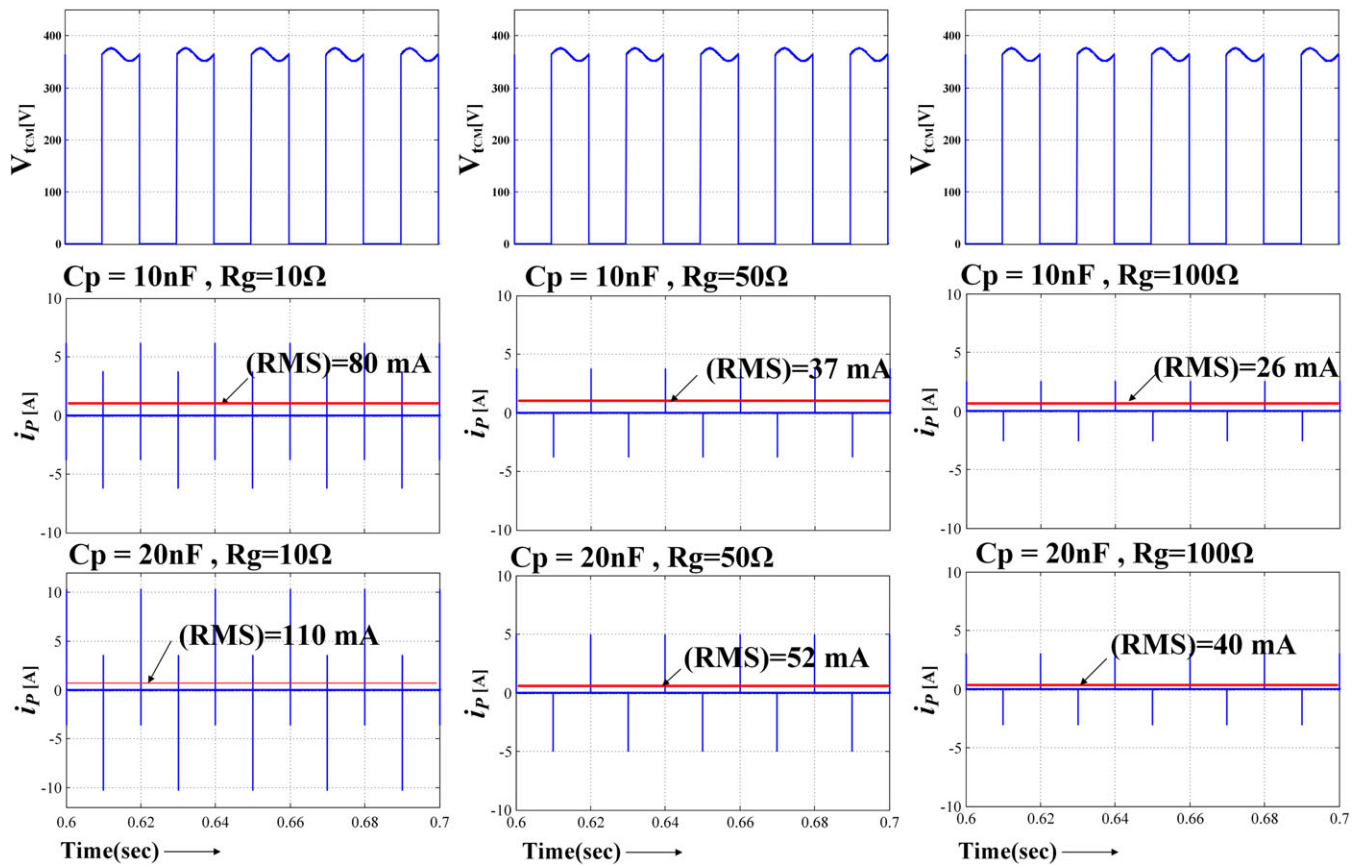 400
300
200
100
0
V_tCM[V]
400
300
200
100
0
V_tCM[V]
400
300
200
100
0
V_tCM[V]
Cp = 10nF , Rg=10Ω
Cp = 10nF , Rg=50Ω
Cp = 10nF , Rg=100Ω
10
5
0
-5
-10
i_P [A]
(RMS)=80 mA
10
5
0
-5
-10
i_P [A]
(RMS)=37 mA
10
5
0
-5
-10
i_P [A]
(RMS)=26 mA
Cp = 20nF , Rg=10Ω
Cp = 20nF , Rg=50Ω
Cp = 20nF , Rg=100Ω
10
5
0
-5
-10
i_P [A]
(RMS)=110 mA
10
5
0
-5
-10
i_P [A]
(RMS)=52 mA
10
5
0
-5
-10
i_P [A]
(RMS)=40 mA
0.6 0.62 0.64 0.66 0.68 0.7
0.6 0.62 0.64 0.66 0.68 0.7
0.6 0.62 0.64 0.66 0.68 0.7
Time(sec)
Time(sec)
Time(sec)